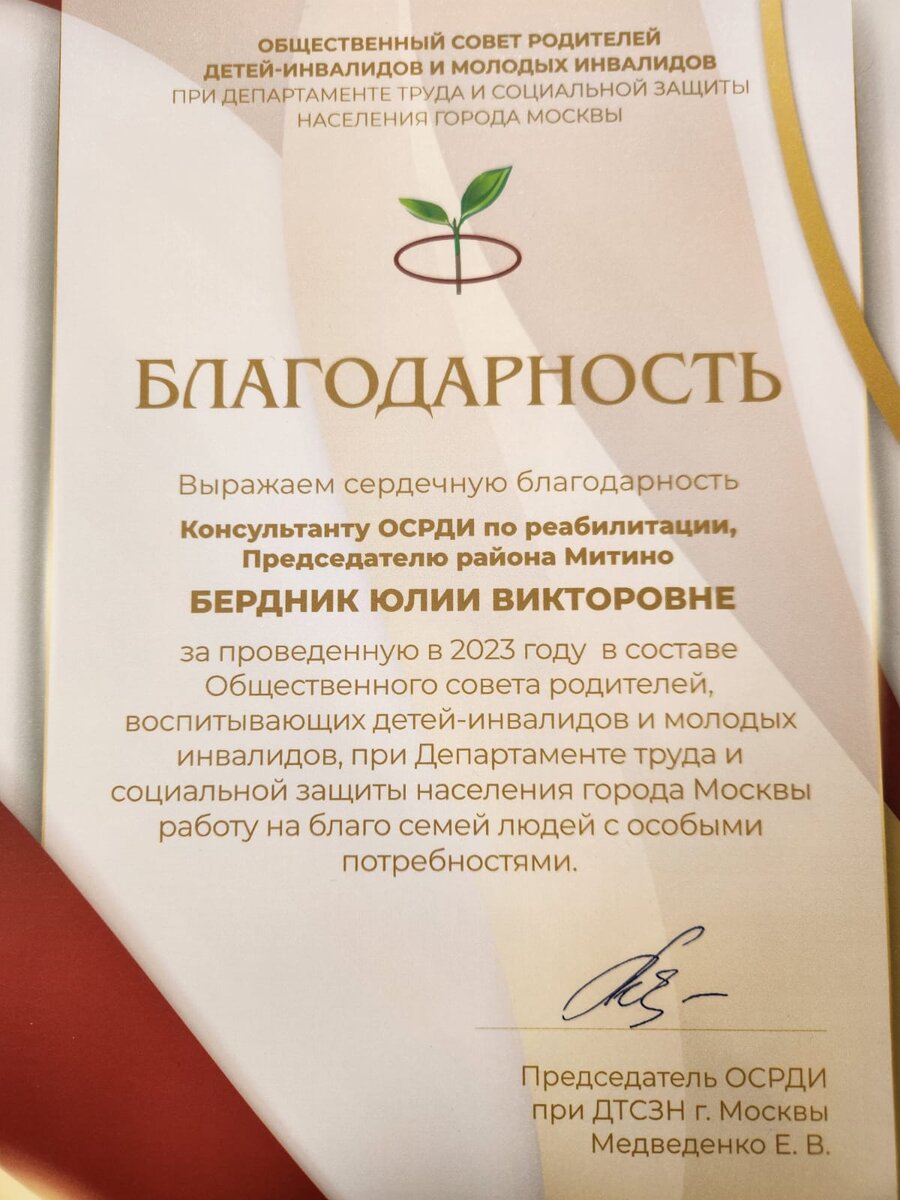 ОБЩЕСТВЕННЫЙ СОВЕТ РОДИТЕЛЕЙ
ДЕТЕЙ-ИНВАЛИДОВ И МОЛОДЫХ ИНВАЛИДОВ
ПРИ ДЕПАРТАМЕНТЕ ТРУДА И СОЦИАЛЬНОЙ ЗАЩИТЫ
НАСЕЛЕНИЯ ГОРОДА МОСКВЫ
БЛАГОДАРНОСТЬ
Выражаем сердечную благодарность
Консультанту ОСРДИ по реабилитации,
Председателю района Митино
БЕРДНИК ЮЛИИ ВИКТОРОВНЕ
за проведенную в 2023 году в составе
Общественного совета родителей,
воспитывающих детей-инвалидов и молодых
инвалидов, при Департаменте труда и
социальной защиты населения города Москвы
работу на благо семей людей с особыми
потребностями.
Председатель ОСРДИ
при ДТСЗН г. Москвы
Медведенко Е. В.